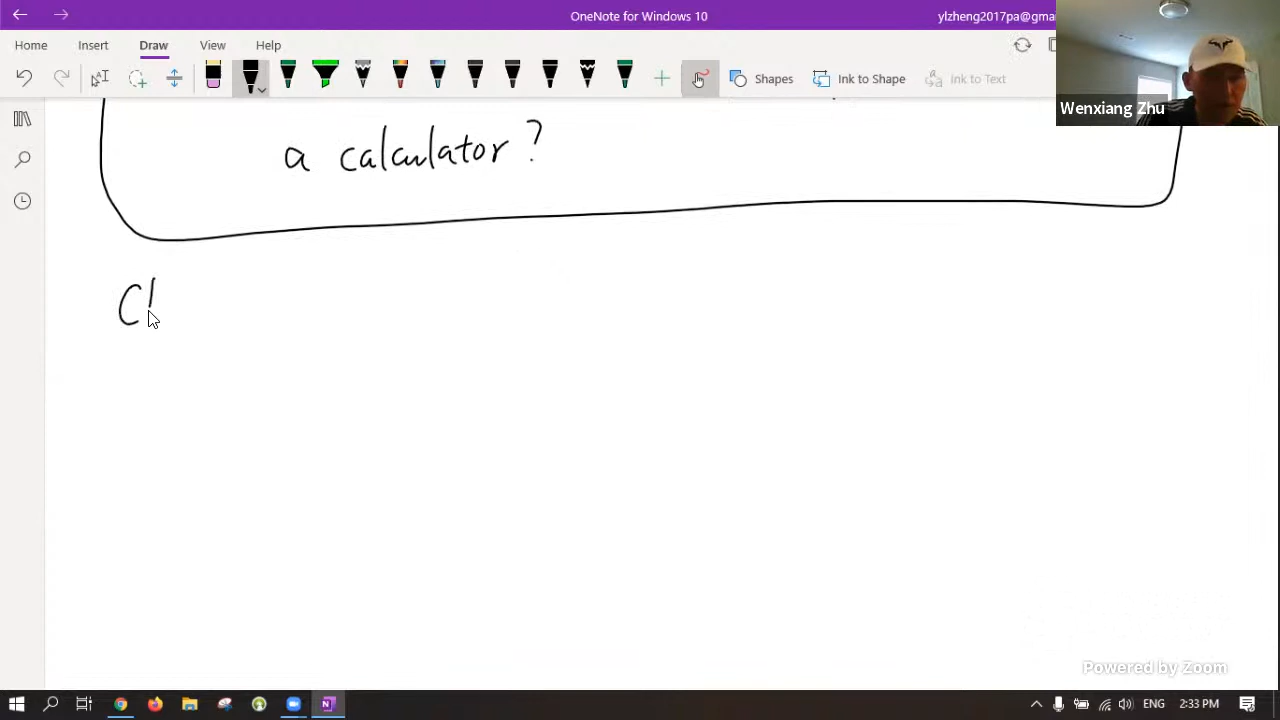 OneNote for Windows 10
ylzheng2017pa@gma
Home Insert Draw View Help
Shapes Ink to Shape Ink to Text
Wenxiang Zhu
a calculator?
Powered by Zoom
ENG 2:33 PM